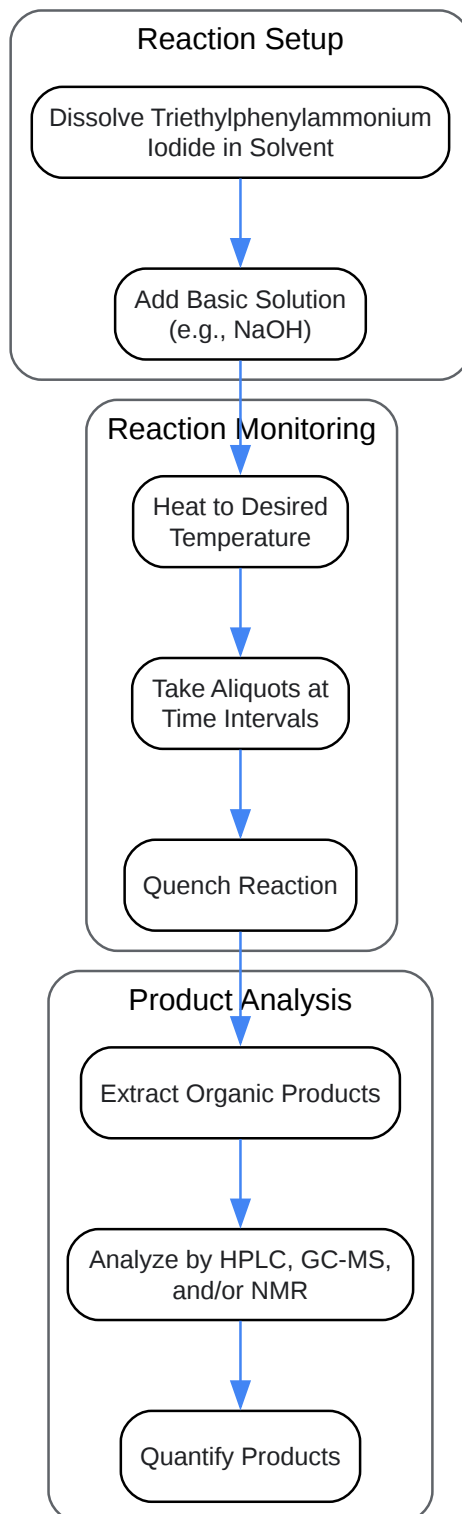 Reaction Setup
Dissolve Triethylphenylammonium
Iodide in Solvent
Add Basic Solution
(e.g., NaOH)
Reaction Monitoring
Heat to Desired
Temperature
Take Aliquots at
Time Intervals
Quench Reaction
Product Analysis
Extract Organic Products
Analyze by HPLC, GC-MS,
and/or NMR
Quantify Products